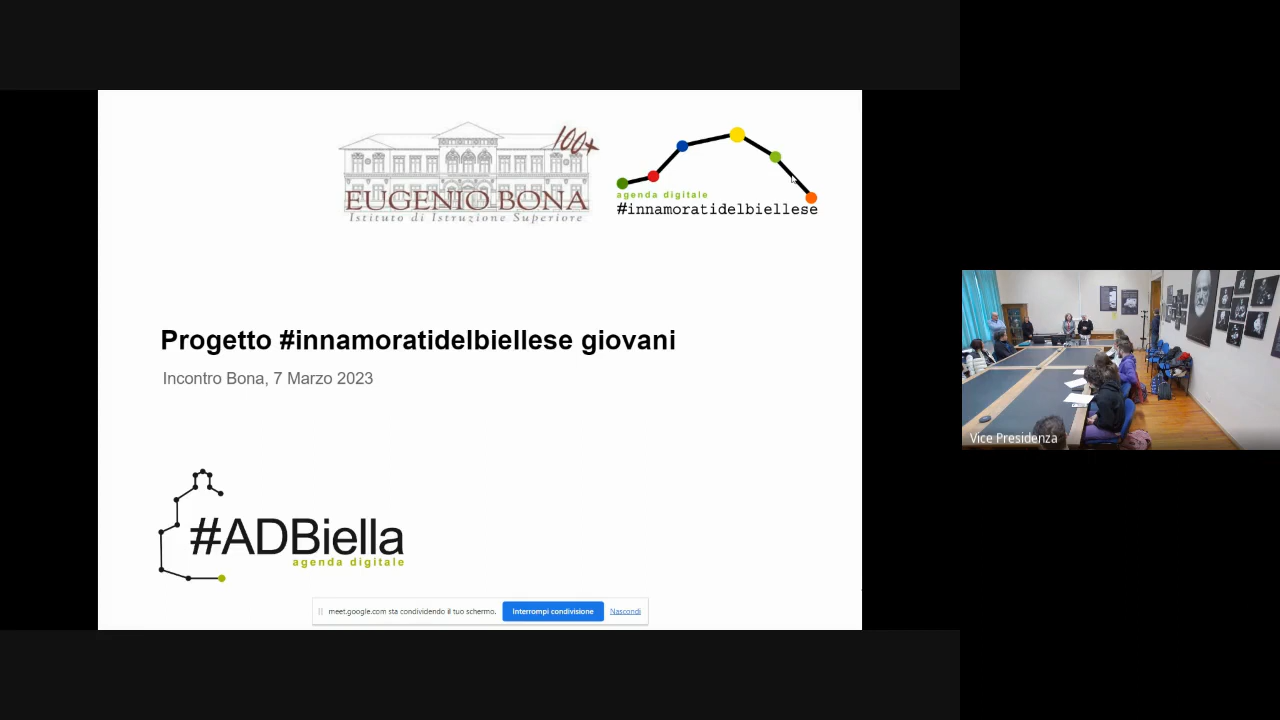 100+
EUGENIO BONA
Istituto di Istruzione Superiore
agenda digitale
#innamoratidelbiellese
Progetto #innamoratidelbiellese giovani
Incontro Bona, 7 Marzo 2023
#ADBiella
agenda digitale
meet.google.com sta condividendo il tuo schermo.
Interrompi condivisione
Nascondi
Vice Presidenza